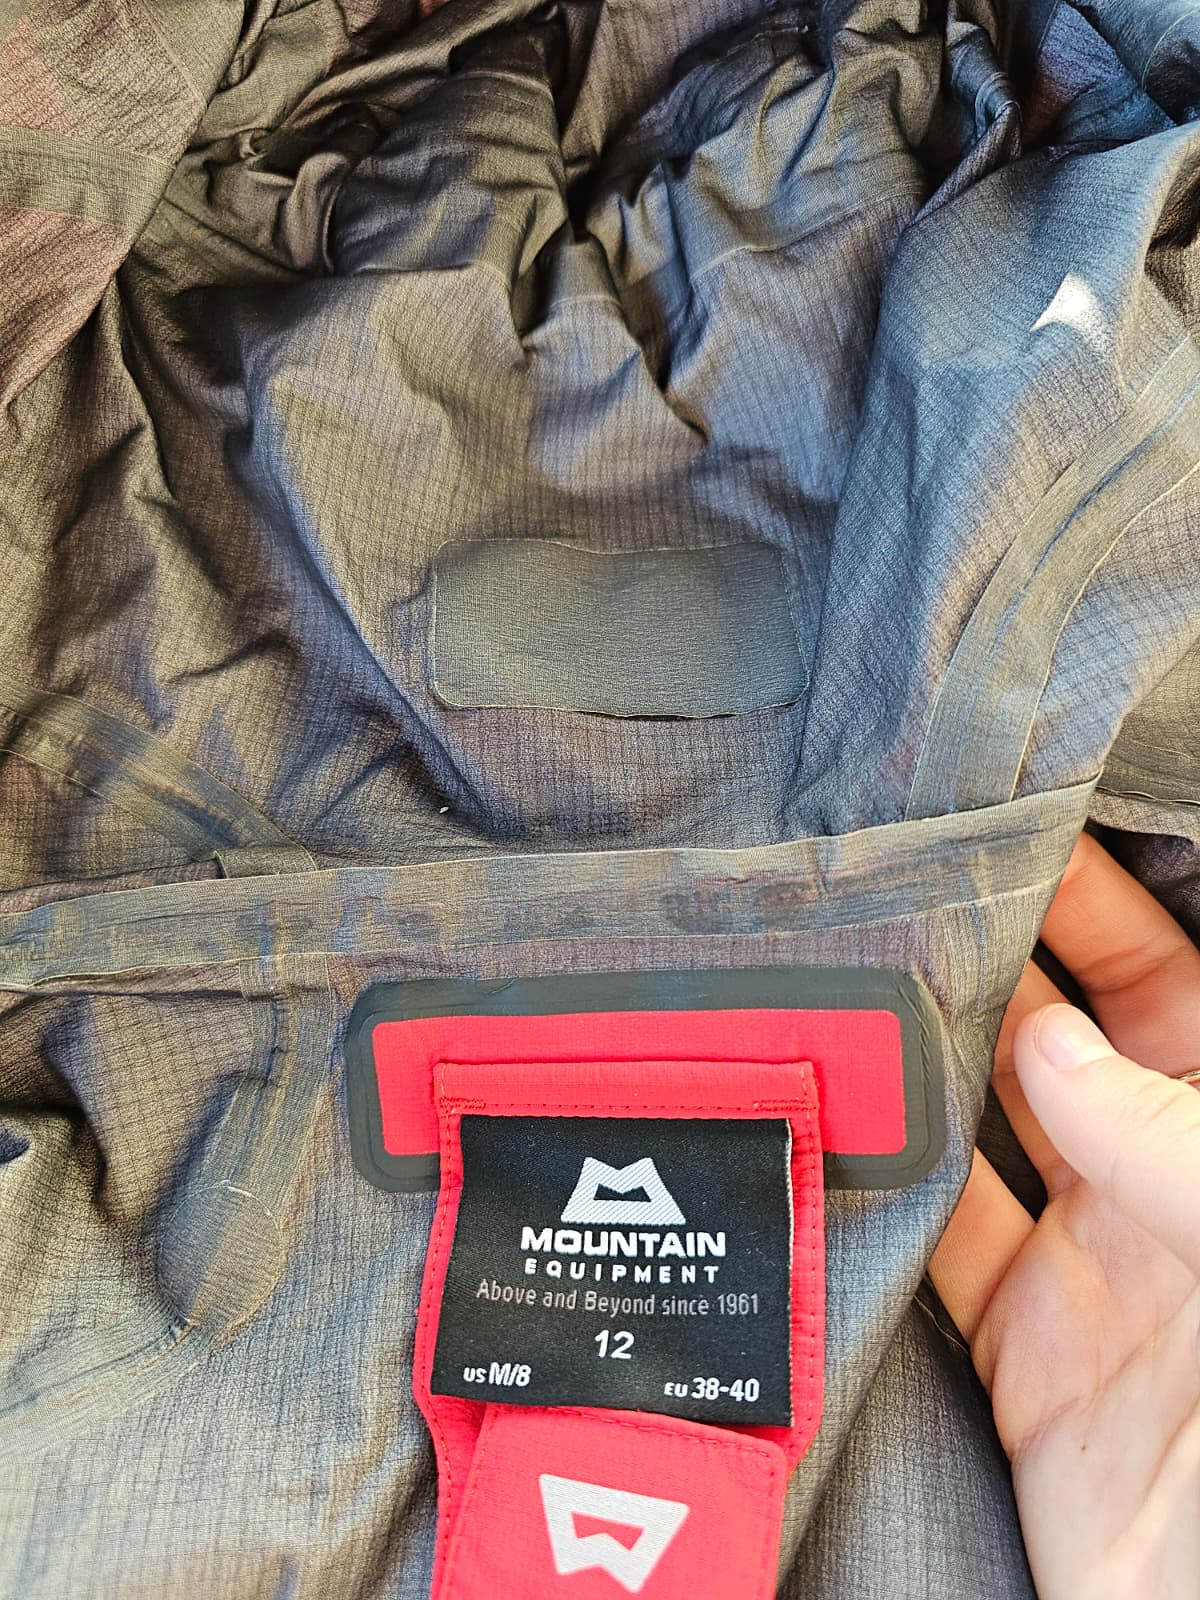 MOUNTAIN
EQUIPMENT
Above and Beyond since 1961
12
US M/8
EU 38-40